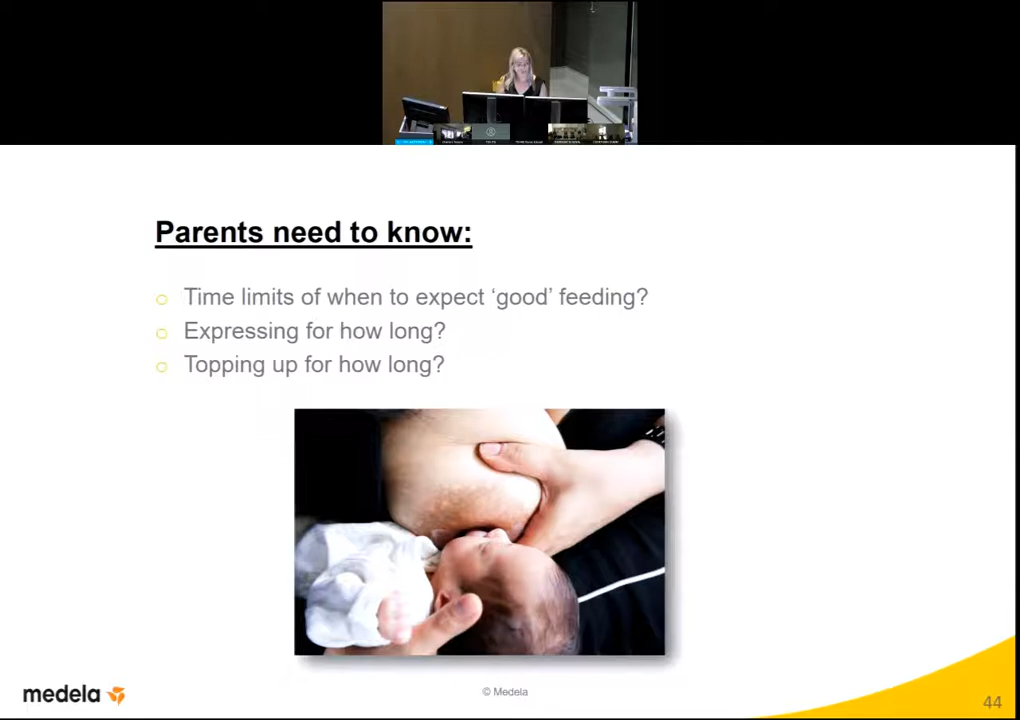 Parents need to know:
Time limits of when to expect ‘good’ feeding?
Expressing for how long?
Topping up for how long?
medela
© Medela
44